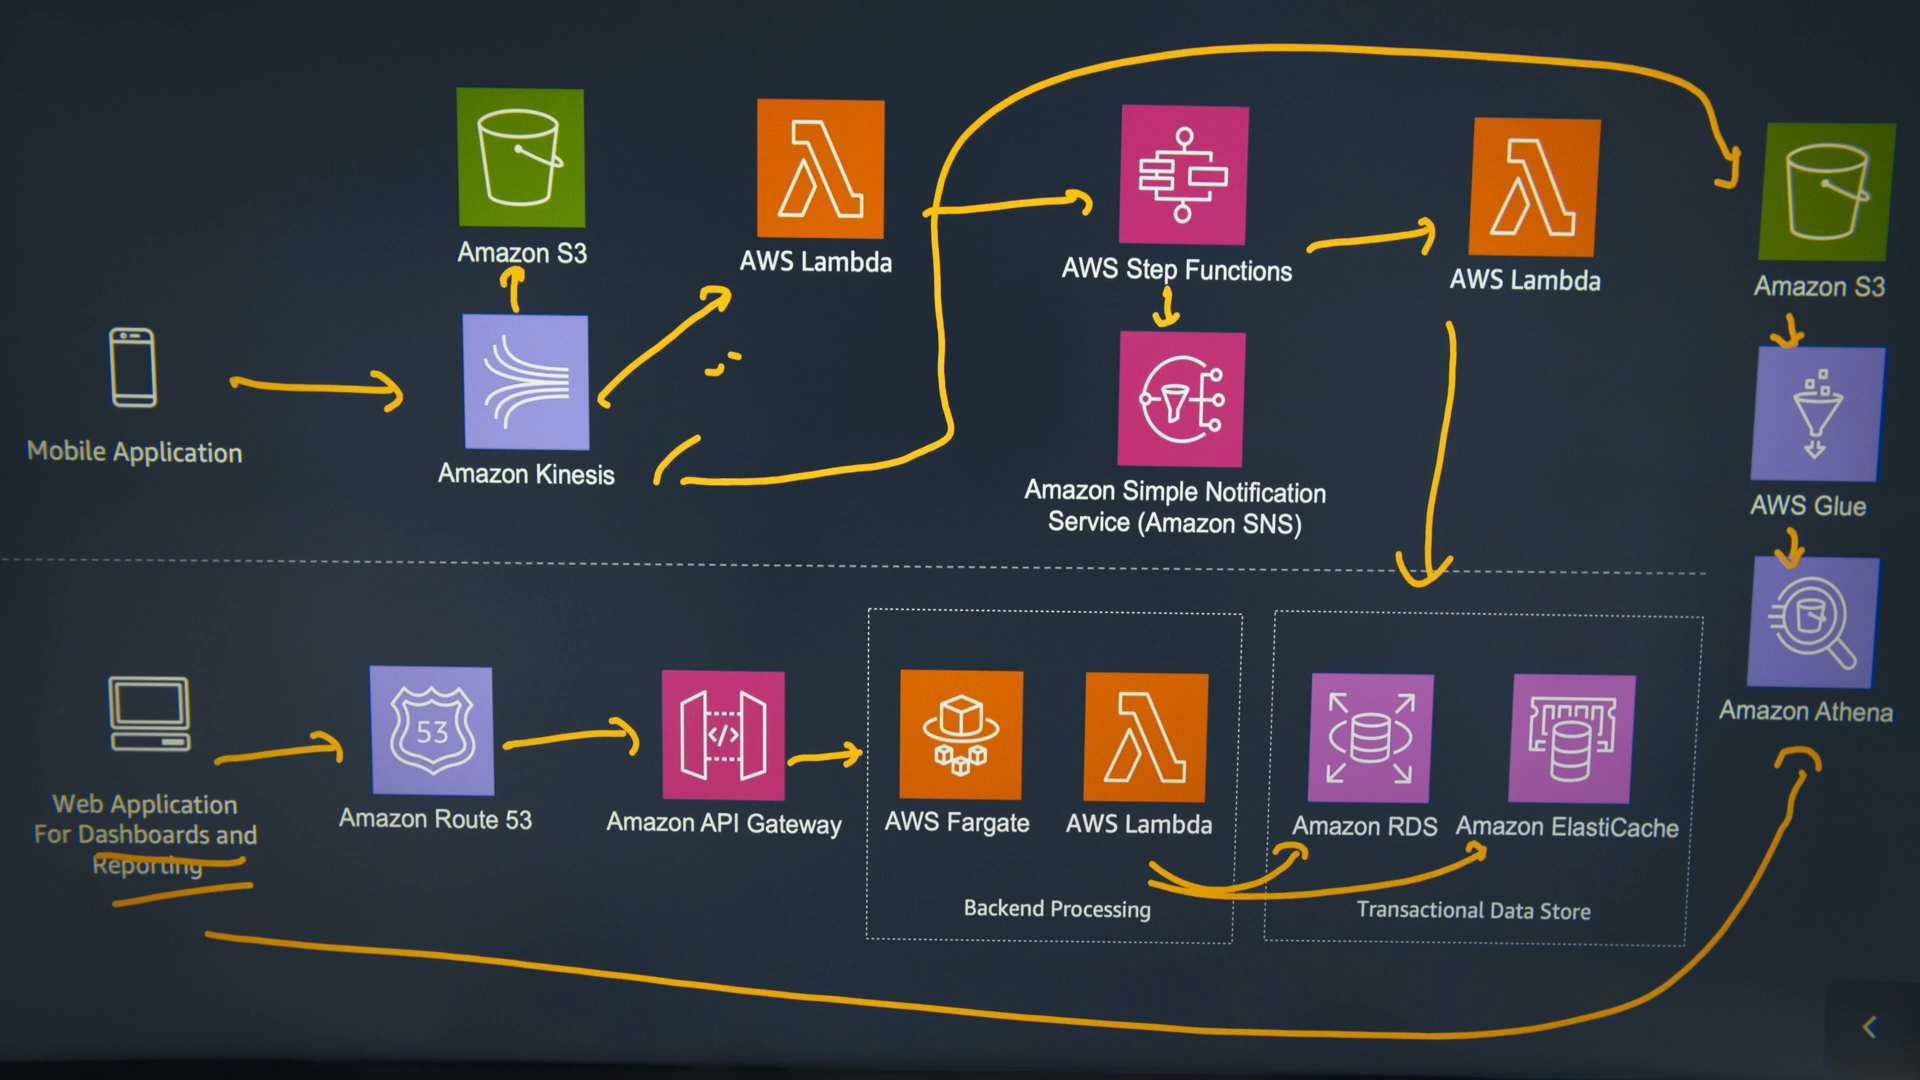 Amazon S3
AWS Lambda
AWS Step Functions
AWS Lambda
Amazon S3
Mobile Application
Amazon Kinesis
Amazon Simple Notification
Service (Amazon SNS)
AWS Glue
Amazon Athena
Web Application
For Dashboards and
Reporting
53
Amazon Route 53
</>
Amazon API Gateway
AWS Fargate
AWS Lambda
Backend Processing
Amazon RDS
Amazon ElastiCache
Transactional Data Store